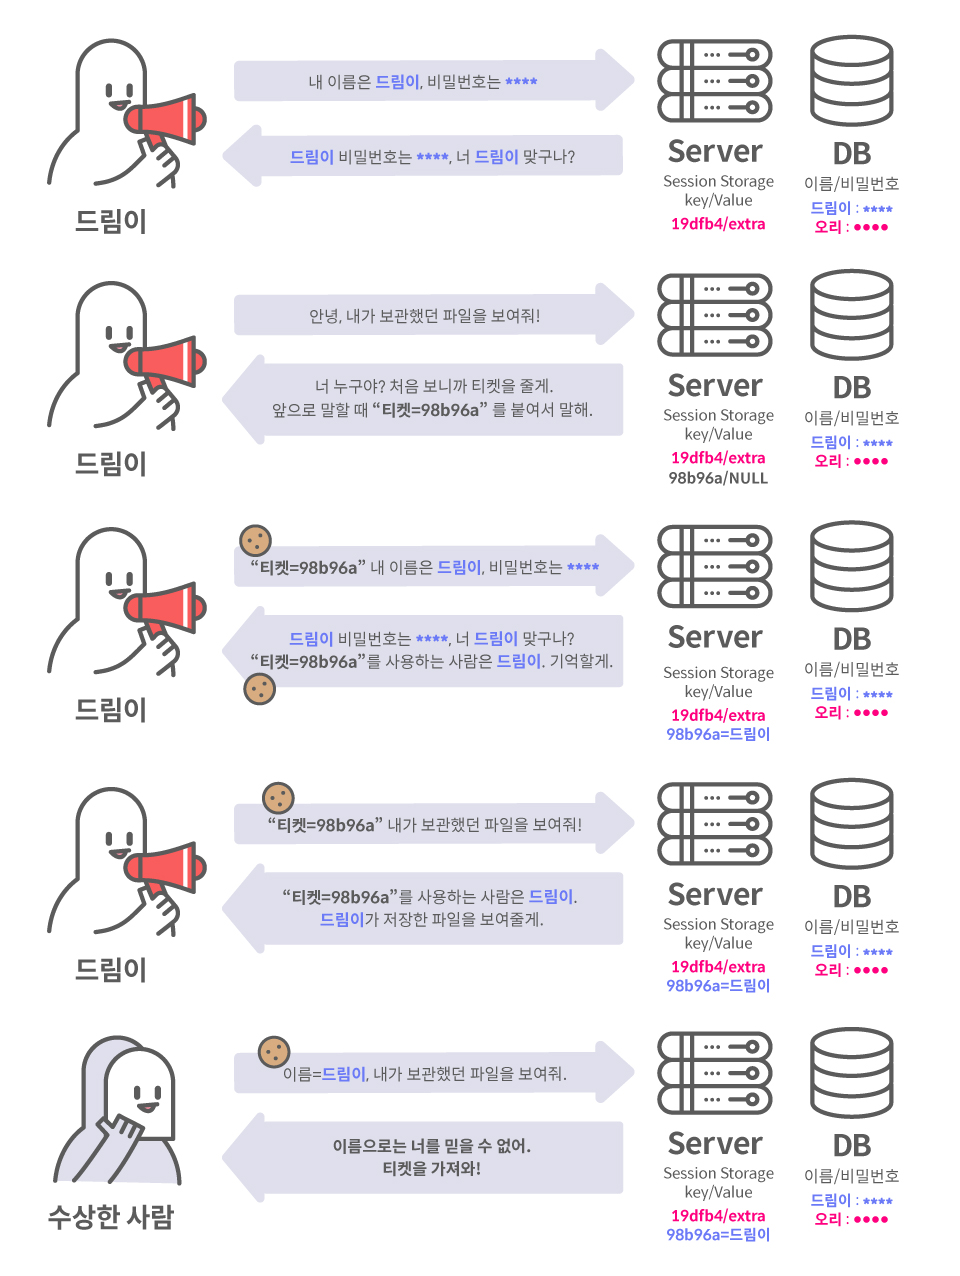 내 이름은 드림이, 비밀번호는 ****
드림이 비밀번호는 ****, 너 드림이 맞구나?
드림이
Server
Session Storage
key/Value
19dfb4/extra
DB
이름/비밀번호
드림이 : ****
오리 : ●●●●
안녕, 내가 보관했던 파일을 보여줘!
너 누구야? 처음 보니까 티켓을 줄게.
앞으로 말할 때 “티켓=98b96a” 를 붙여서 말해.
드림이
Server
Session Storage
key/Value
19dfb4/extra
98b96a/NULL
DB
이름/비밀번호
드림이 : ****
오리 : ●●●●
“티켓=98b96a” 내 이름은 드림이, 비밀번호는 ****
드림이 비밀번호는 ****, 너 드림이 맞구나?
“티켓=98b96a”를 사용하는 사람은 드림이. 기억할게.
드림이
Server
Session Storage
key/Value
19dfb4/extra
98b96a=드림이
DB
이름/비밀번호
드림이 : ****
오리 : ●●●●
“티켓=98b96a” 내가 보관했던 파일을 보여줘!
“티켓=98b96a”를 사용하는 사람은 드림이.
드림이가 저장한 파일을 보여줄게.
드림이
Server
Session Storage
key/Value
19dfb4/extra
98b96a=드림이
DB
이름/비밀번호
드림이 : ****
오리 : ●●●●
이름=드림이, 내가 보관했던 파일을 보여줘.
이름으로는 너를 믿을 수 없어.
티켓을 가져와!
수상한 사람
Server
Session Storage
key/Value
19dfb4/extra
98b96a=드림이
DB
이름/비밀번호
드림이 : ****
오리 : ●●●●